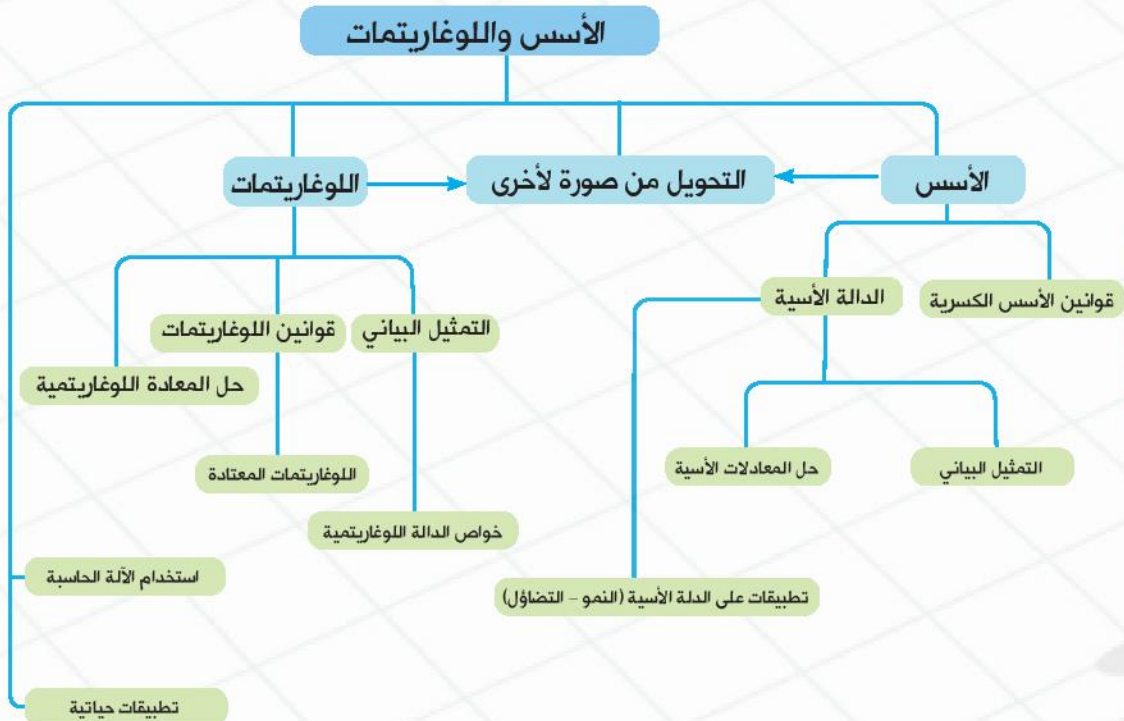 الأسس واللوغاريتمات
الأسس
التحويل من صورة لأخرى
اللوغاريتمات
قوانين الأسس الكسرية
الدالة الأسية
التمثيل البياني
قوانين اللوغاريتمات
حل المعادة اللوغاريتمية
التمثيل البياني
حل المعادلات الأسية
اللوغاريتمات المعتادة
خواص الدالة اللوغاريتمية
تطبيقات على الدلة الأسية (النمو – التضاؤل)
استخدام الآلة الحاسبة
تطبيقات حياتية